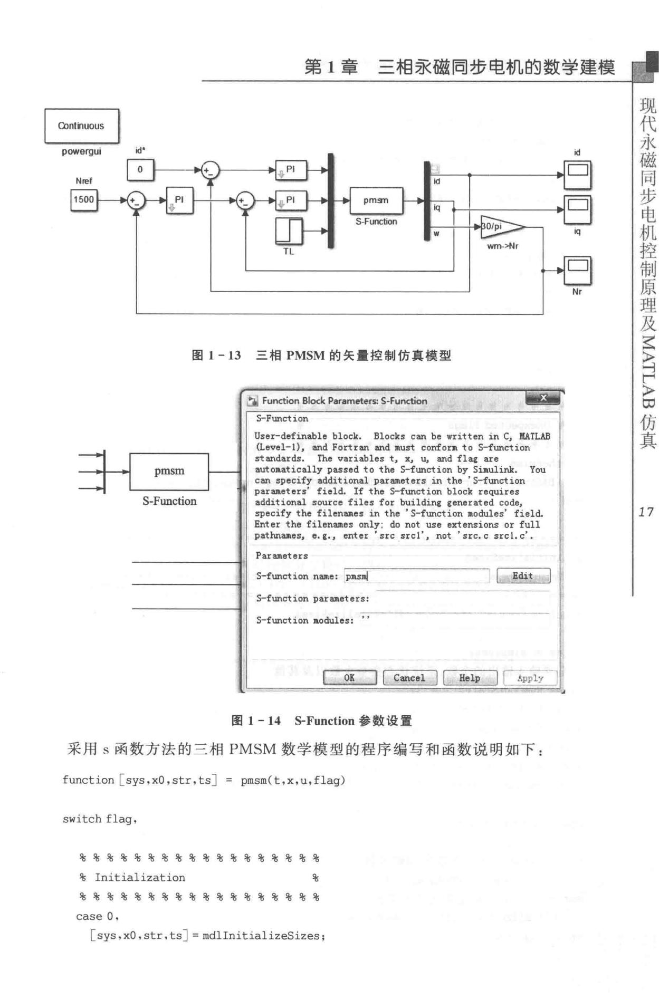 第 1 章 三相永磁同步电机的数学建模
现代永磁同步电机控制原理及MATLAB仿真
17
Continuous
powergui
id*
0
Nref
1500
PI
PI
PI
TL
pmsm
S-Function
id
iq
w
30/pi
wm->Nr
id
iq
Nr
图 1-13 三相 PMSM 的矢量控制仿真模型
pmsm
S-Function
Function Block Parameters: S-Function
S-Function
User-definable block. Blocks can be written in C, MATLAB
(Level-1), and Fortran and must conform to S-function
standards. The variables t, x, u, and flag are
automatically passed to the S-function by Simulink. You
can specify additional parameters in the 'S-function
parameters' field. If the S-function block requires
additional source files for building generated code,
specify the filenames in the 'S-function modules' field.
Enter the filenames only; do not use extensions or full
pathnames, e.g., enter 'src src1', not 'src.c src1.c'.
Parameters
S-function name: pmsm
Edit
S-function parameters:
S-function modules: ''
OK Cancel Help Apply
图 1-14 S-Function 参数设置
采用 s 函数方法的三相 PMSM 数学模型的程序编写和函数说明如下：
function [sys,x0,str,ts] = pmsm(t,x,u,flag)
switch flag,
% % % % % % % % % % % % % % % % % %
% Initialization %
% % % % % % % % % % % % % % % % % %
case 0,
[sys,x0,str,ts] = mdlInitializeSizes;